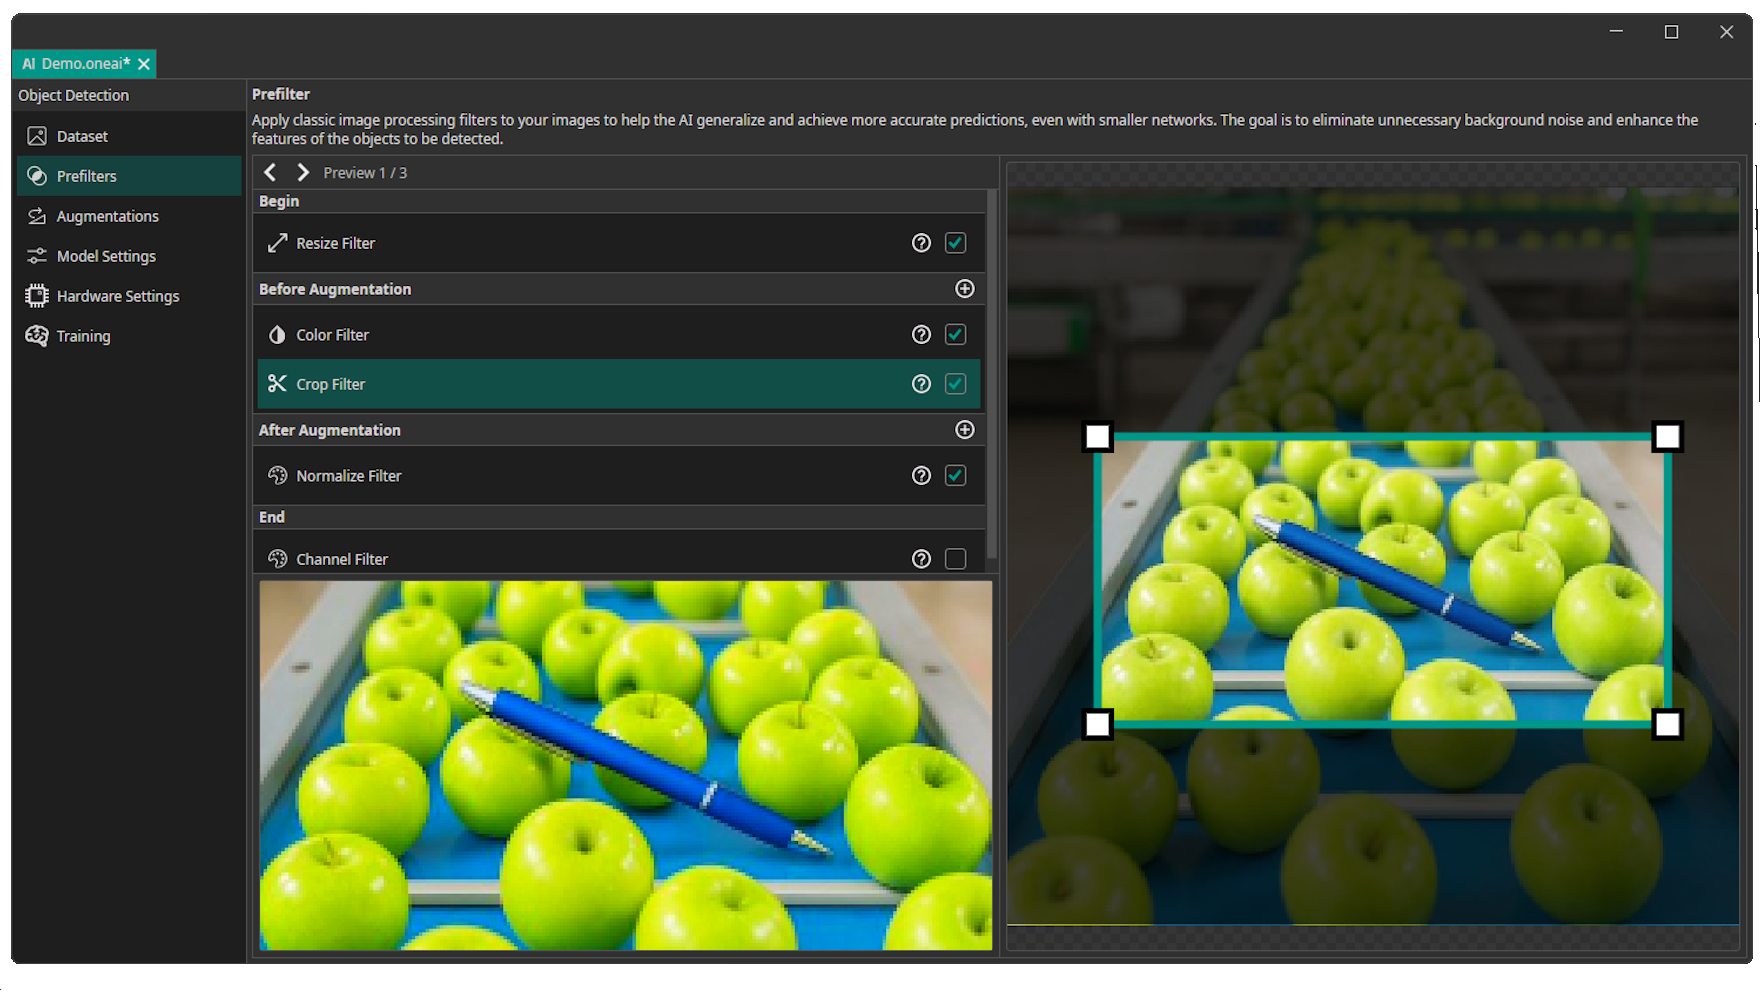 AI Demo.oneai*
Object Detection
Dataset
Prefilters
Augmentations
Model Settings
Hardware Settings
Training
Prefilter
Apply classic image processing filters to your images to help the AI generalize and achieve more accurate predictions, even with smaller networks. The goal is to eliminate unnecessary background noise and enhance the
features of the objects to be detected.
Preview 1 / 3
Begin
Resize Filter
Before Augmentation
Color Filter
Crop Filter
After Augmentation
Normalize Filter
End
Channel Filter